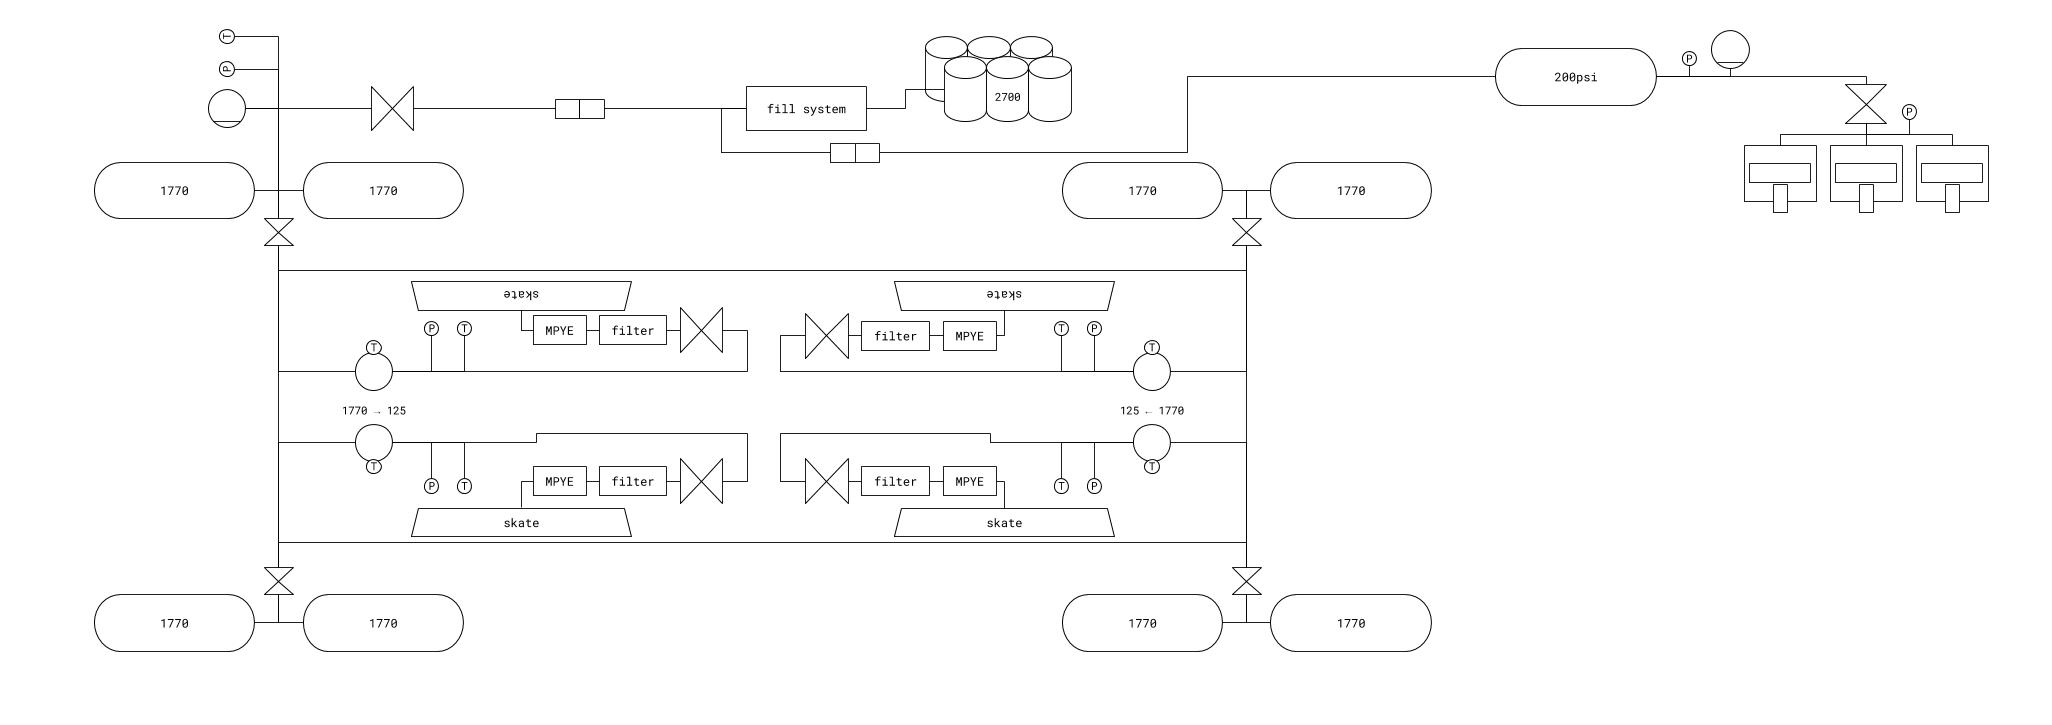 T
P
fill system
2700
200psi
P
P
1770
1770
1770
1770
skate
skate
P
T
MPYE
filter
filter
MPYE
T
P
T
T
1770 → 125
125 ← 1770
T
T
P
T
MPYE
filter
filter
MPYE
T
P
skate
skate
1770
1770
1770
1770